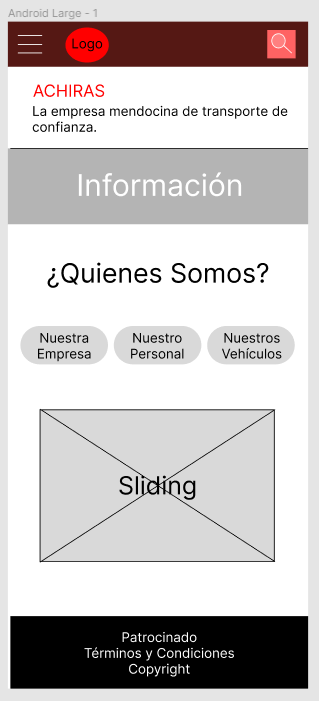 Android Large - 1
Logo
ACHIRAS
La empresa mendocina de transporte de
confianza.
Información
¿Quienes Somos?
Nuestra
Empresa
Nuestro
Personal
Nuestros
Vehículos
Sliding
Patrocinado
Términos y Condiciones
Copyright